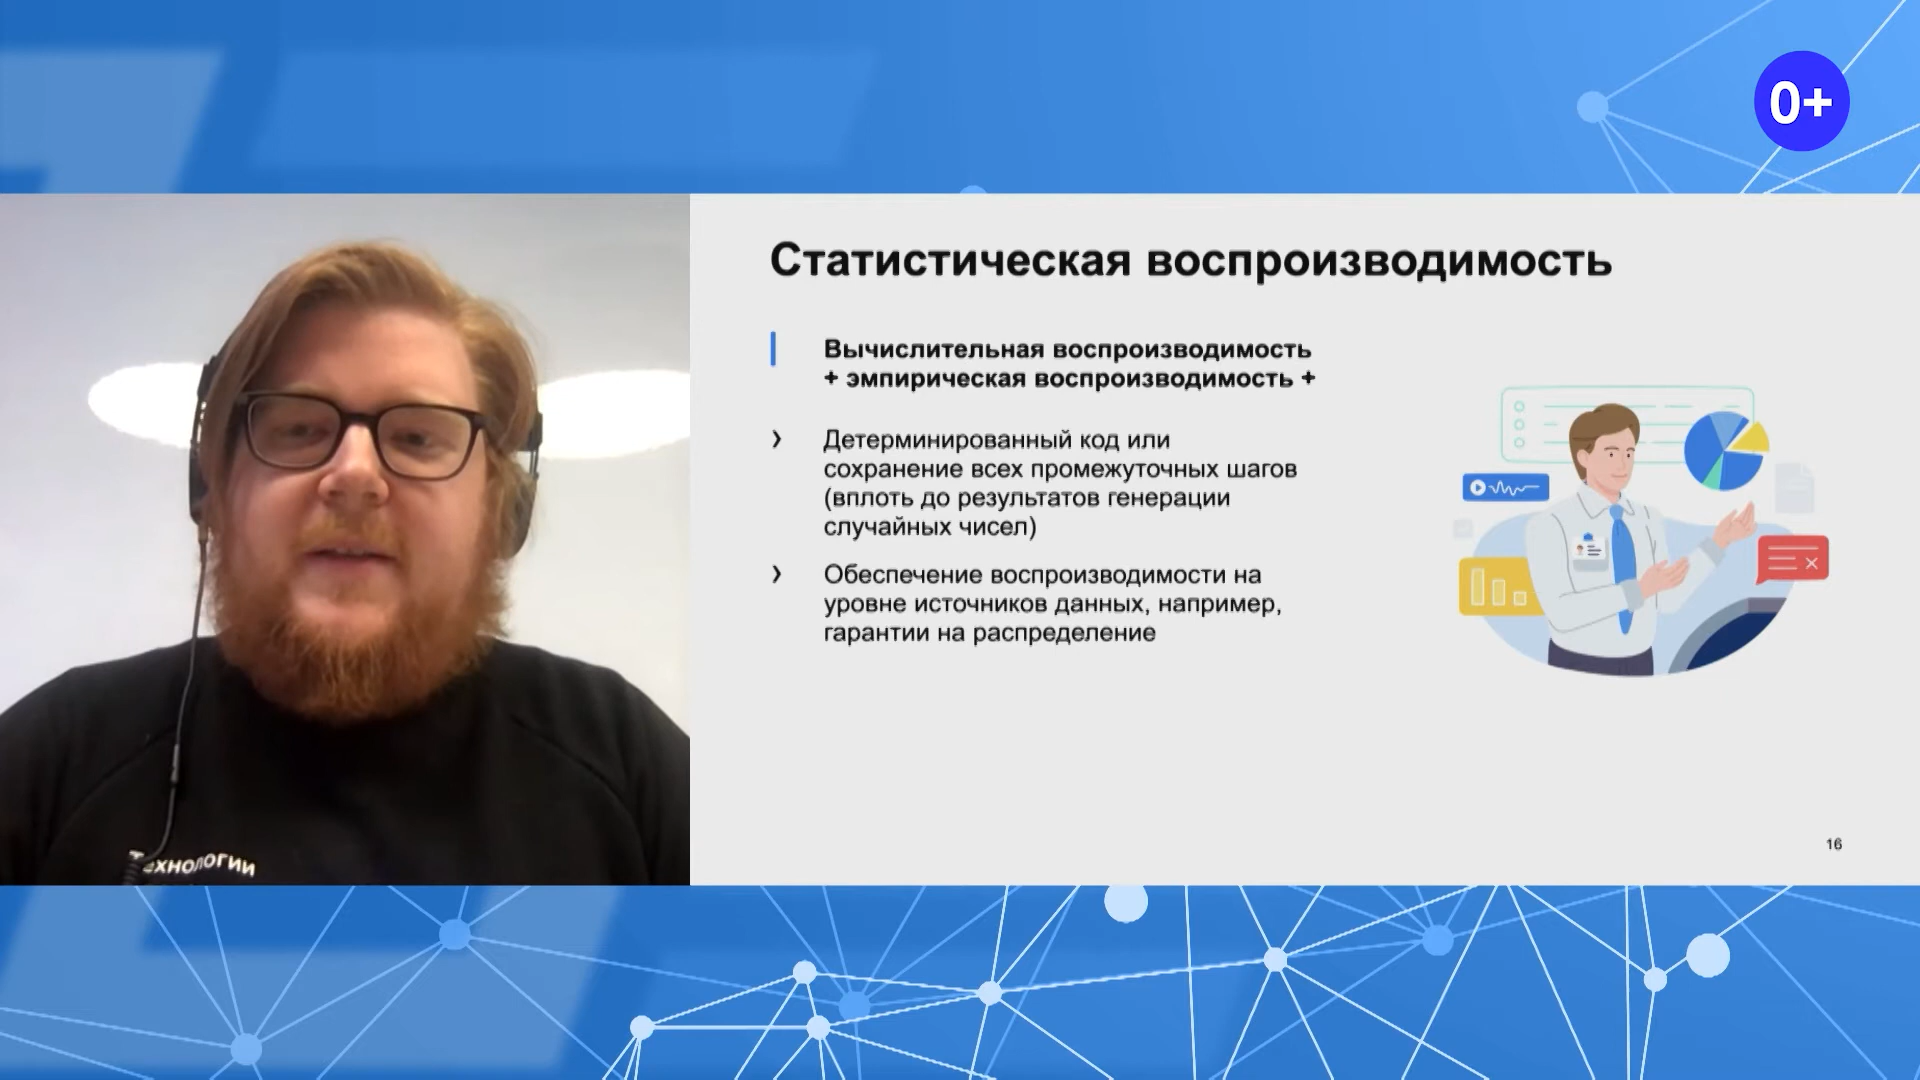 0+
Статистическая воспроизводимость
Вычислительная воспроизводимость
+ эмпирическая воспроизводимость +
Детерминированный код или
сохранение всех промежуточных шагов
(вплоть до результатов генерации
случайных чисел)
Обеспечение воспроизводимости на
уровне источников данных, например,
гарантии на распределение
16
Технологии